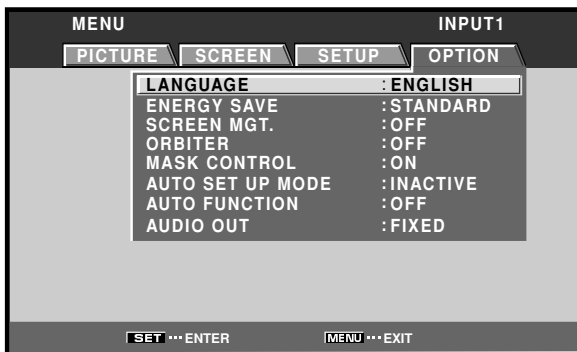 MENU INPUT1
PICTURE SCREEN SETUP OPTION
LANGUAGE :ENGLISH
ENERGY SAVE :STANDARD
SCREEN MGT. :OFF
ORBITER :OFF
MASK CONTROL :ON
AUTO SET UP MODE :INACTIVE
AUTO FUNCTION :OFF
AUDIO OUT :FIXED
SET ··· ENTER MENU ··· EXIT